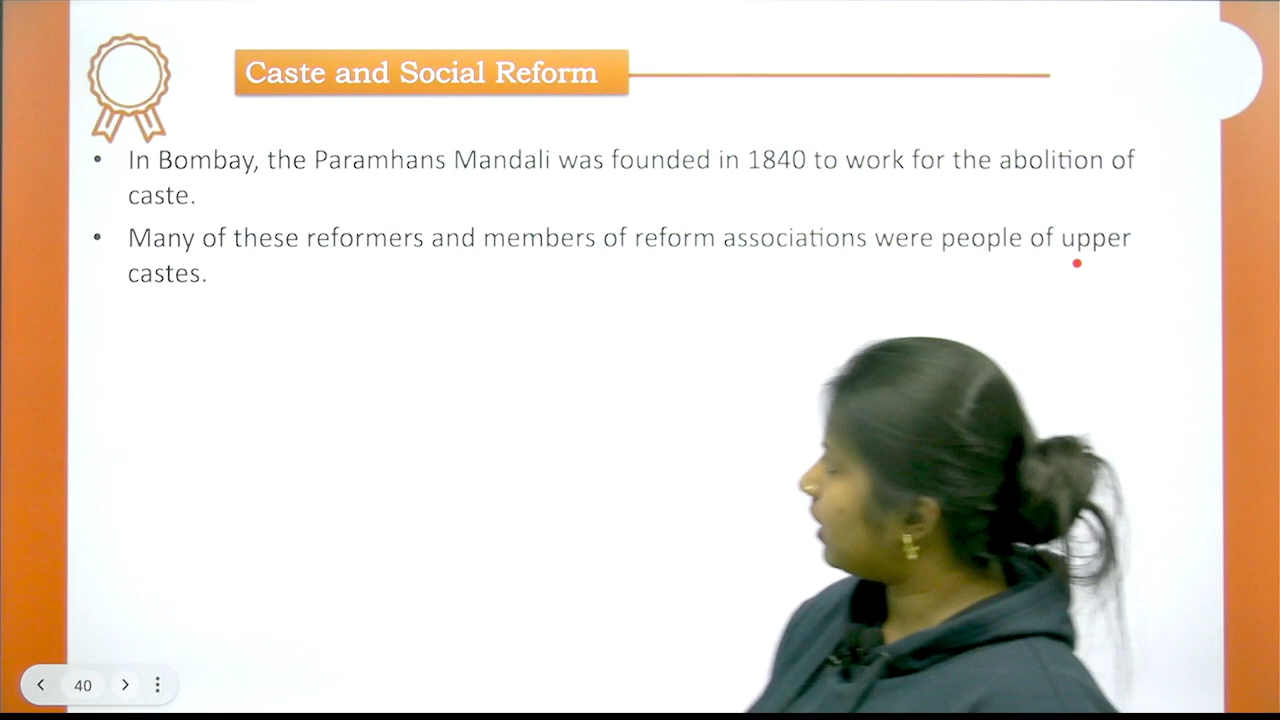 Caste and Social Reform
• In Bombay, the Paramhans Mandali was founded in 1840 to work for the abolition of
caste.
• Many of these reformers and members of reform associations were people of upper
castes.
40